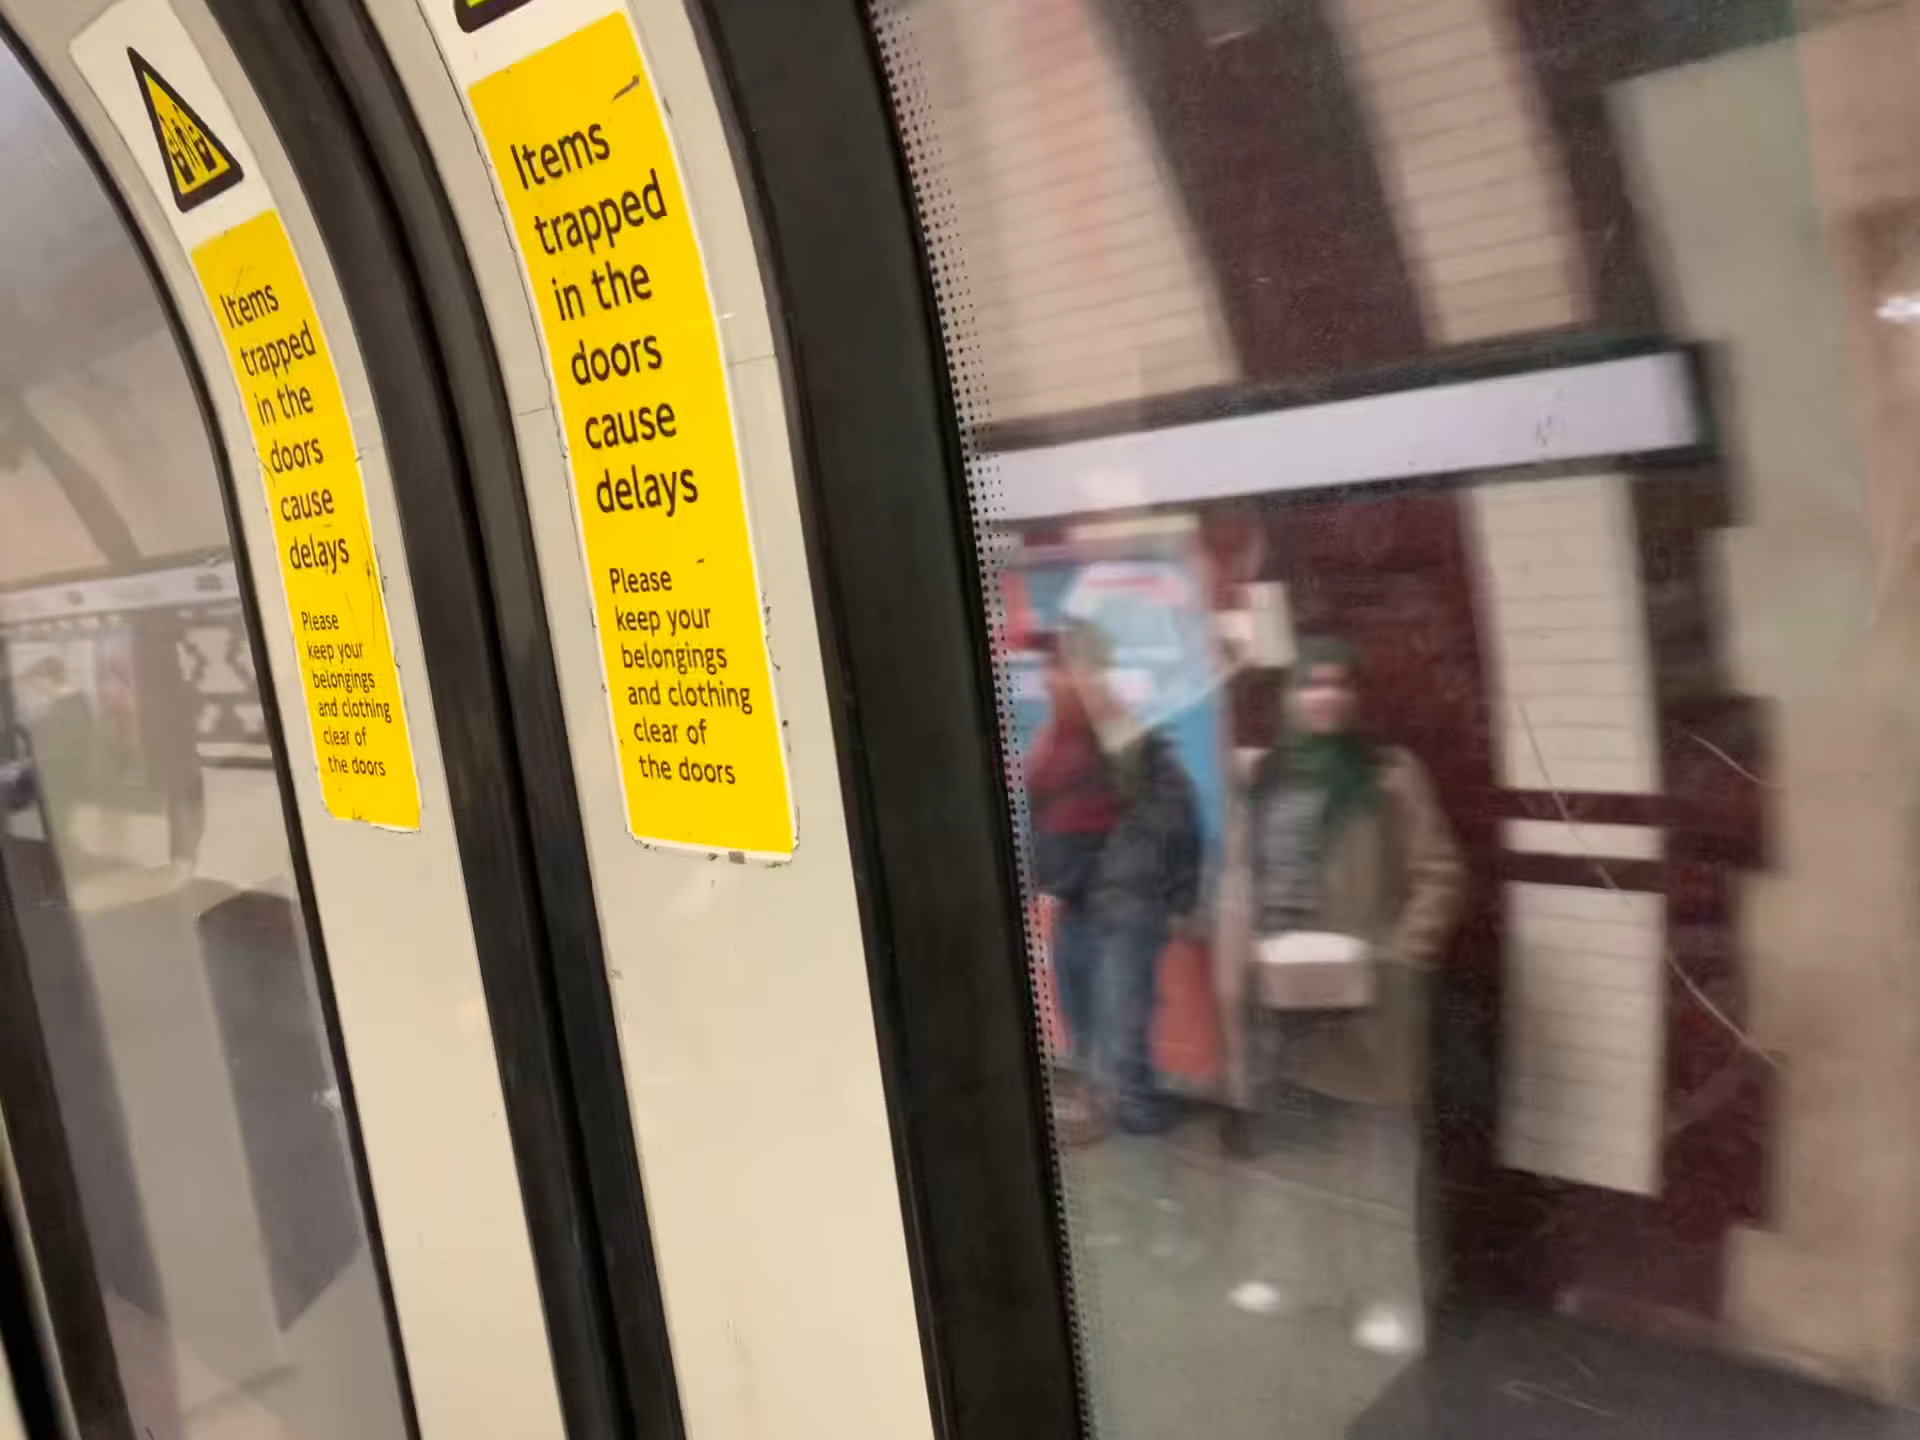 Items
trapped
in the
doors
cause
delays
Please
keep your
belongings
and clothing
clear of
the doors
Items
trapped
in the
doors
cause
delays
Please
keep your
belongings
and clothing
clear of
the doors